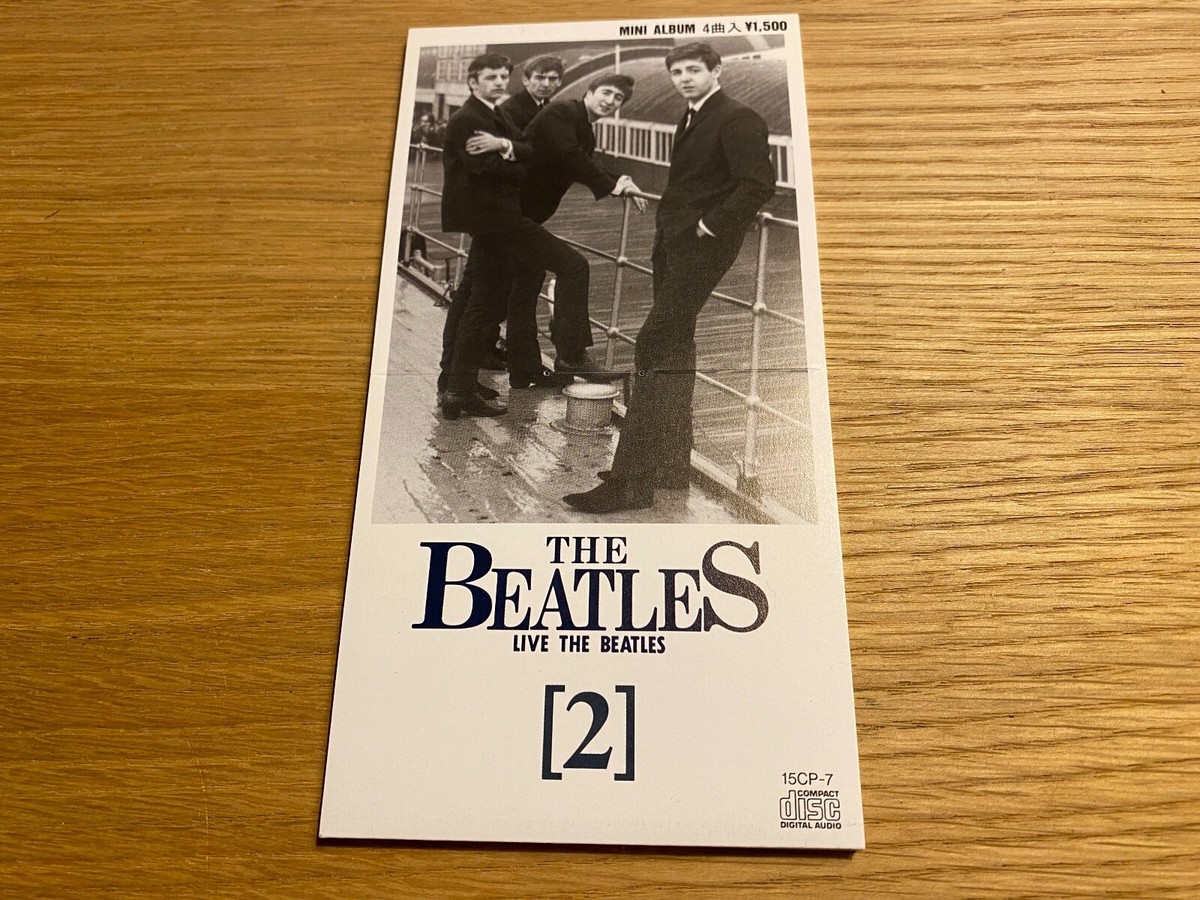 MINI ALBUM 4曲入 ¥1,500
THE
BEATLES
LIVE THE BEATLES
[2]
15CP-7
COMPACT
disc
DIGITAL AUDIO